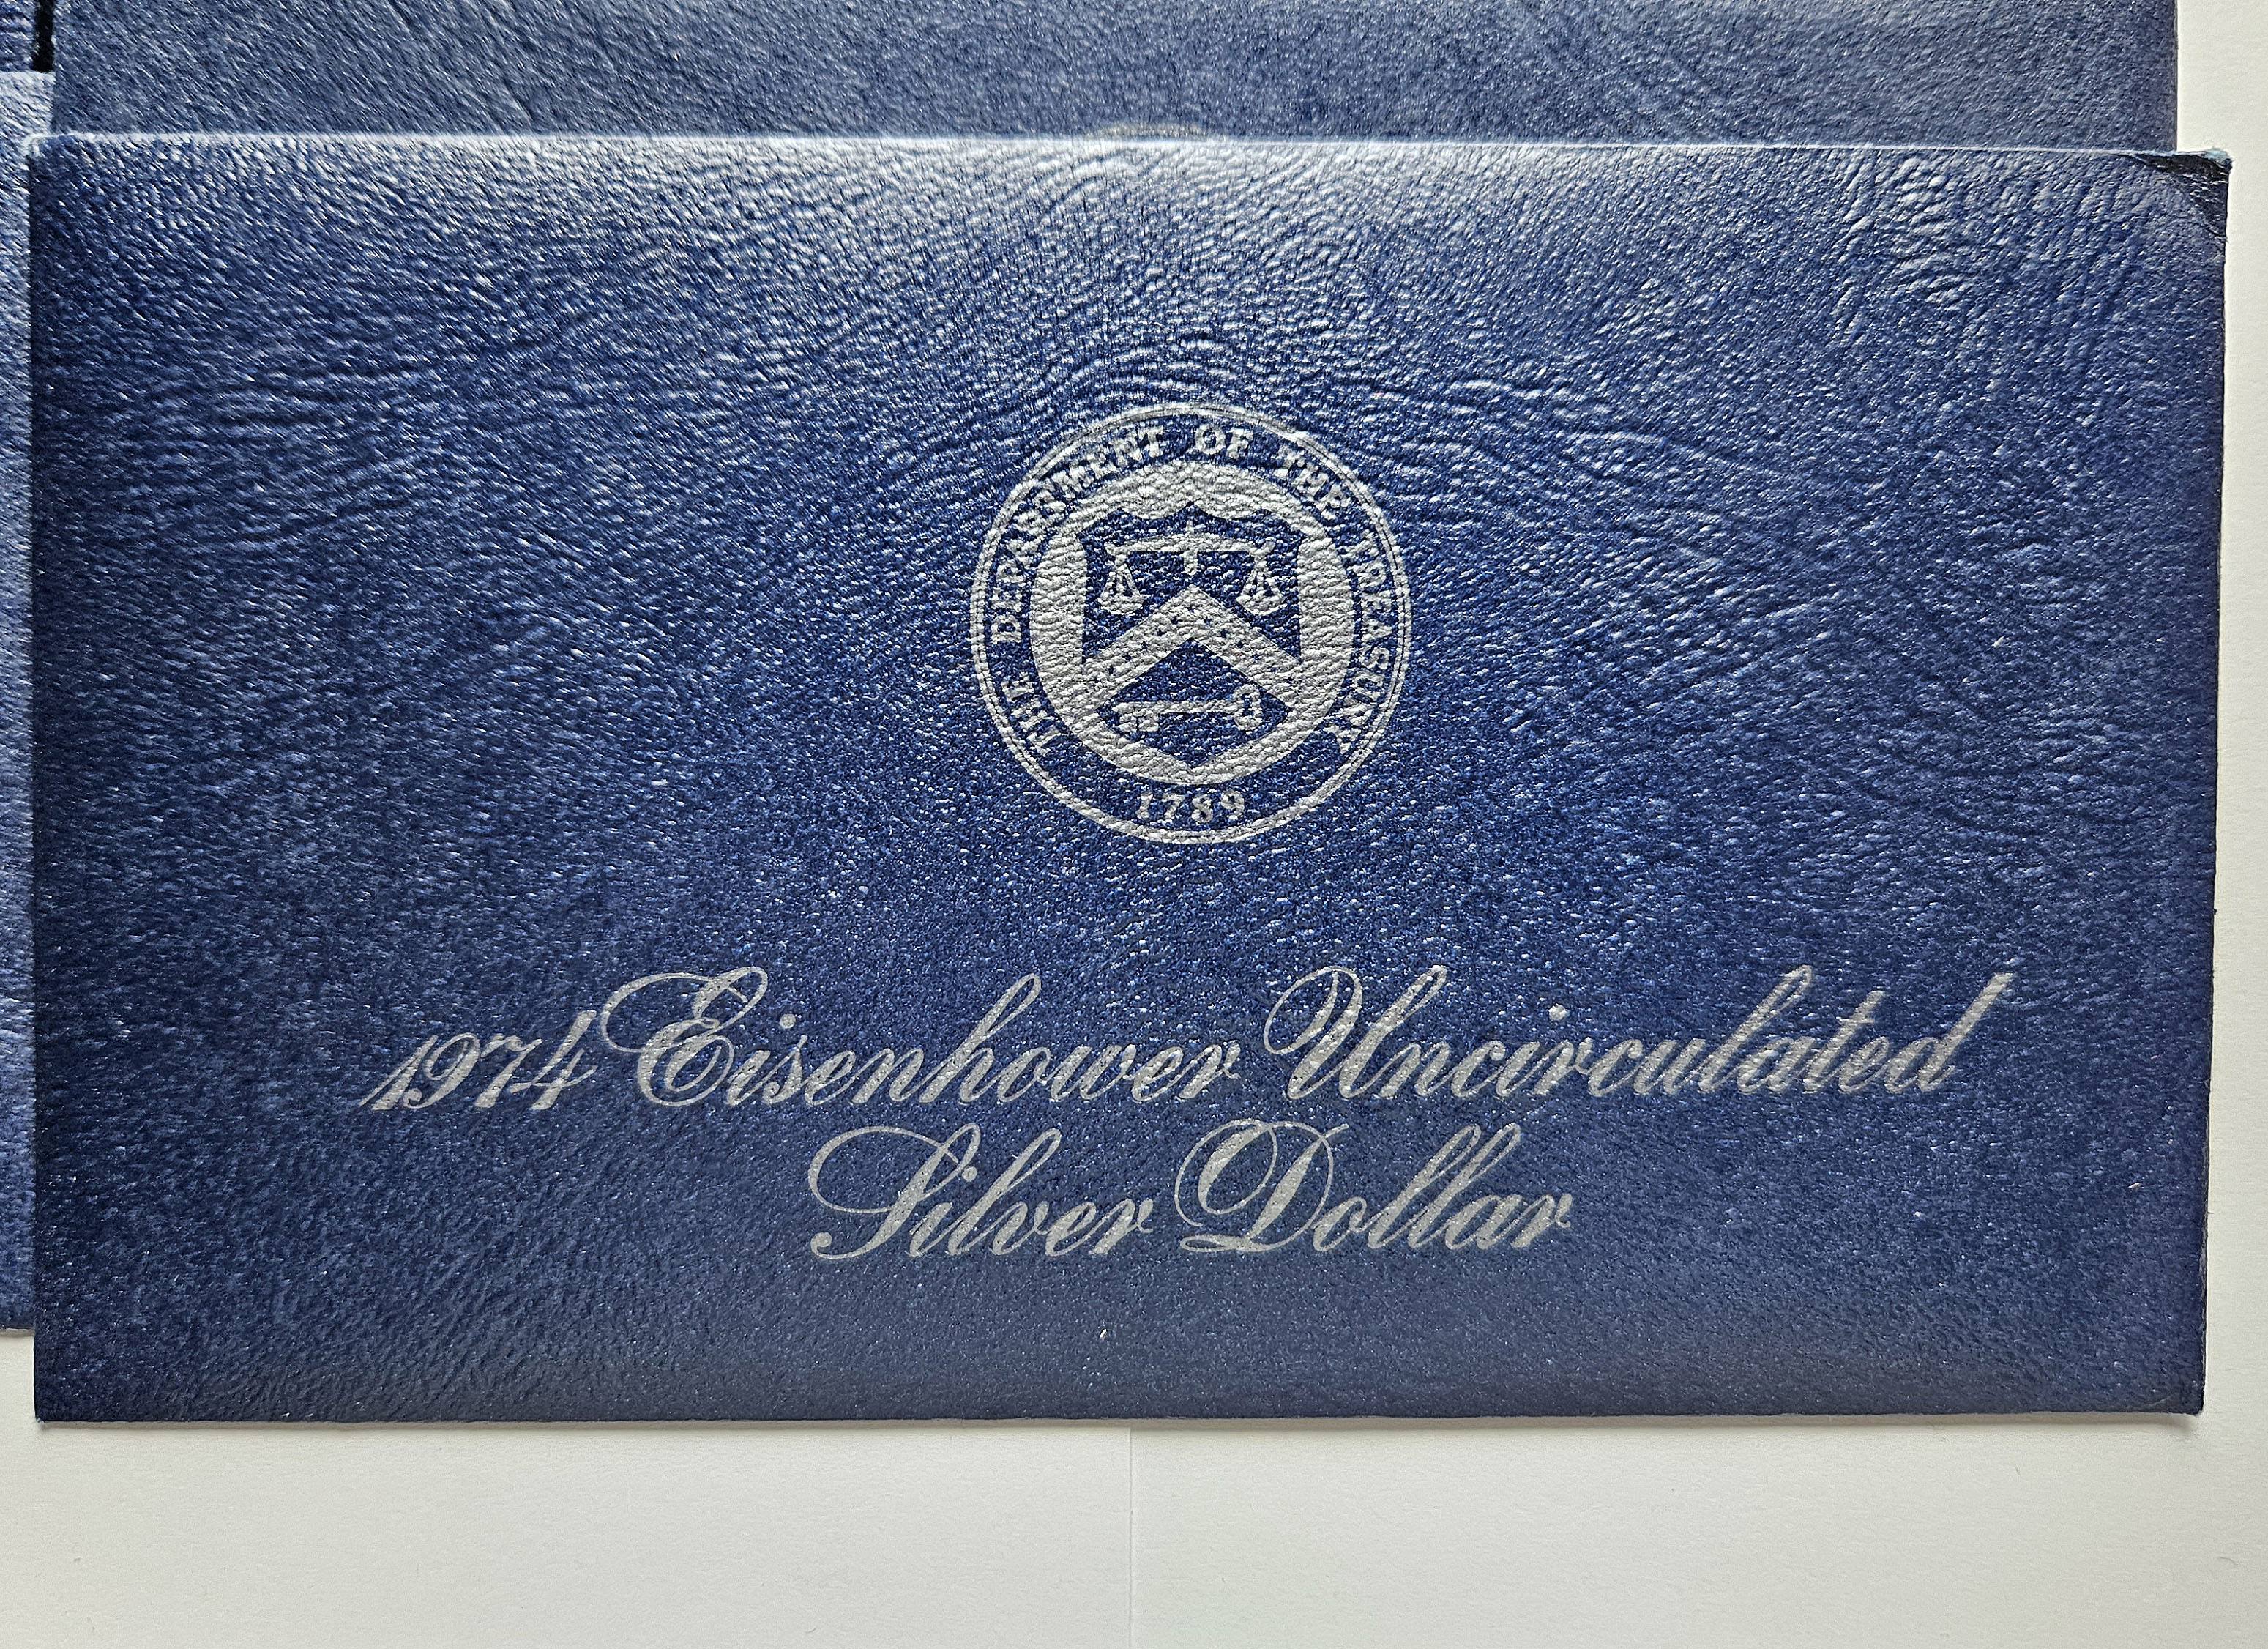 THE DEPARTMENT OF THE TREASURY
1789
1974 Eisenhower Uncirculated
Silver Dollar